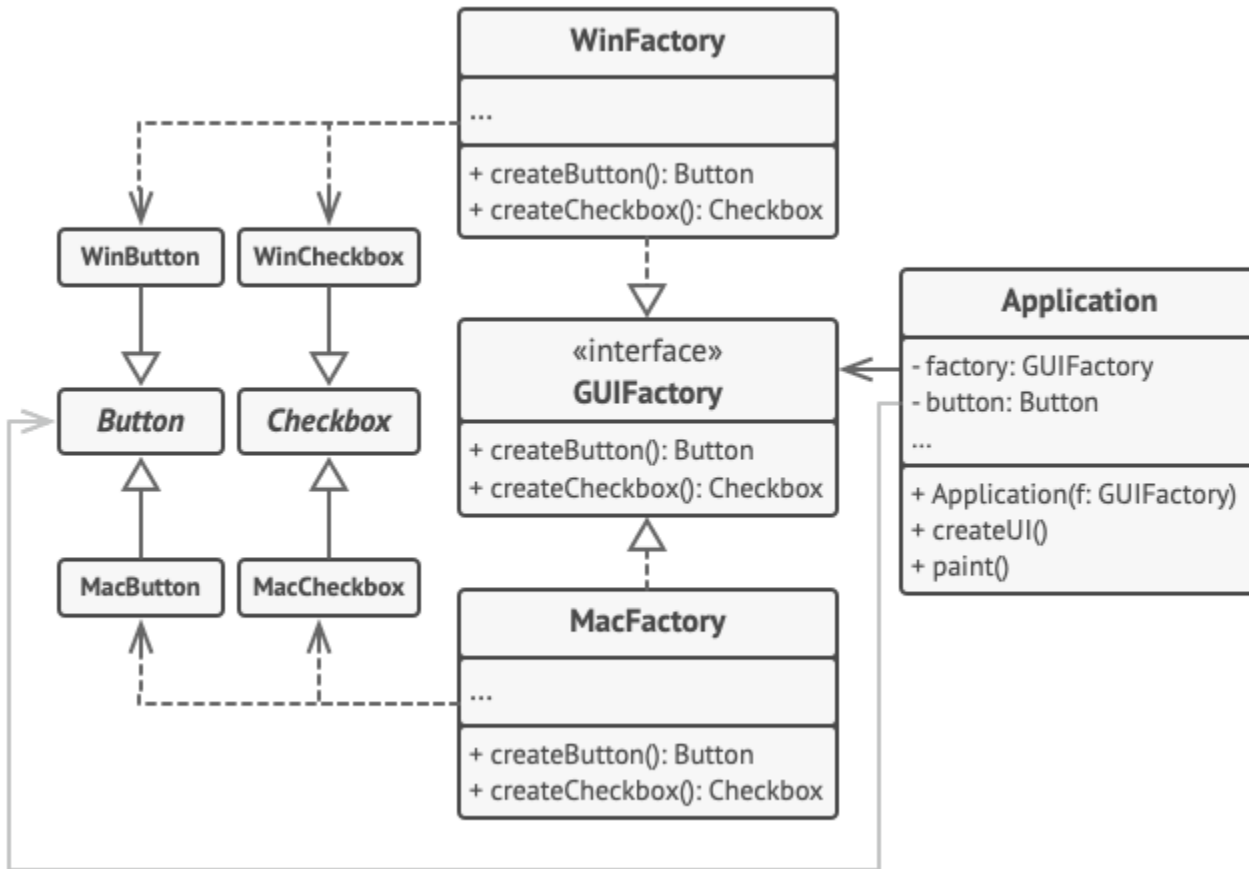 WinFactory
...
+ createButton(): Button
+ createCheckbox(): Checkbox
WinButton
WinCheckbox
Button
Checkbox
MacButton
MacCheckbox
«interface»
GUIFactory
+ createButton(): Button
+ createCheckbox(): Checkbox
Application
- factory: GUIFactory
- button: Button
...
+ Application(f: GUIFactory)
+ createUI()
+ paint()
MacFactory
...
+ createButton(): Button
+ createCheckbox(): Checkbox